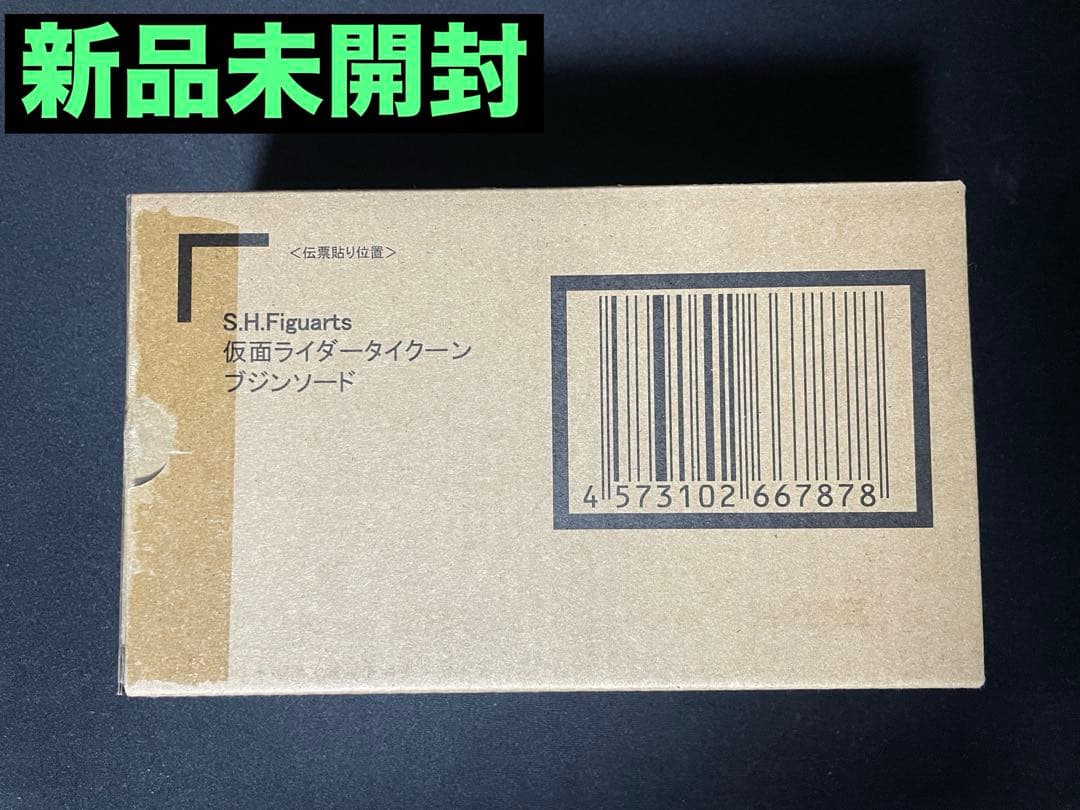 新品未開封
＜伝票貼り位置＞
S.H.Figuarts
仮面ライダータイクーン
ブジンソード
4 573102 667878